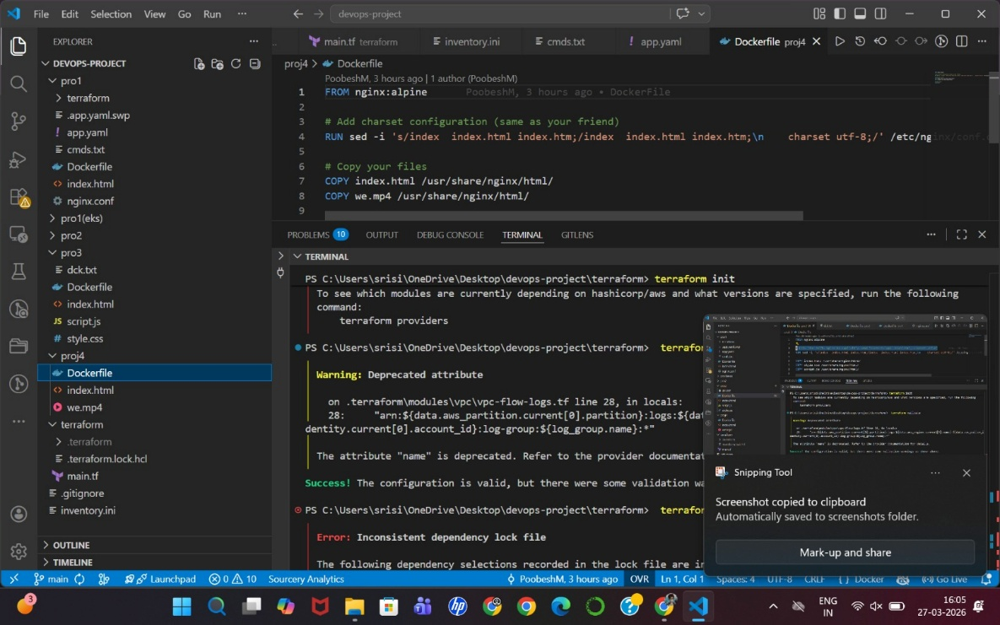 File Edit Selection View Go Run ···
devops-project
EXPLORER ···
DEVOPS-PROJECT
pro1
terraform
.app.yaml.swp
! app.yaml
cmds.txt
Dockerfile
<> index.html
nginx.conf
pro1(eks)
pro2
pro3
dck.txt
Dockerfile
<> index.html
JS script.js
# style.css
proj4
Dockerfile
<> index.html
we.mp4
terraform
.terraform
.terraform.lock.hcl
main.tf
.gitignore
inventory.ini
OUTLINE
TIMELINE
main.tf terraform inventory.ini cmds.txt ! app.yaml Dockerfile proj4
proj4 > Dockerfile
PoobeshM, 3 hours ago | 1 author (PoobeshM)
1 FROM nginx:alpine PoobeshM, 3 hours ago • DockerFile
2
3 # Add charset configuration (same as your friend)
4 RUN sed -i 's/index  index.html index.htm;/index  index.html index.htm;\n    charset utf-8;/' /etc/nginx/conf.d
5
6 # Copy your files
7 COPY index.html /usr/share/nginx/html/
8 COPY we.mp4 /usr/share/nginx/html/
9
PROBLEMS 10 OUTPUT DEBUG CONSOLE TERMINAL GITLENS
TERMINAL
PS C:\Users\srisi\OneDrive\Desktop\devops-project\terraform> terraform init
To see which modules are currently depending on hashicorp/aws and what versions are specified, run the following
command:
terraform providers
PS C:\Users\srisi\OneDrive\Desktop\devops-project\terraform> terrafo
Warning: Deprecated attribute
on .terraform\modules\vpc\vpc-flow-logs.tf line 28, in locals:
28: "arn:${data.aws_partition.current[0].partition}:logs:${da
dentity.current[0].account_id}:log-group:${log_group.name}:*"
The attribute "name" is deprecated. Refer to the provider documentat
Success! The configuration is valid, but there were some validation wa
PS C:\Users\srisi\OneDrive\Desktop\devops-project\terraform> terrafo
Error: Inconsistent dependency lock file
The following dependency selections recorded in the lock file are in
Snipping Tool
Screenshot copied to clipboard
Automatically saved to screenshots folder.
Mark-up and share
main Launchpad 0 10 Sourcery Analytics PoobeshM, 3 hours ago OVR Ln 1, Col 1 Spaces: 4 UTF-8 CRLF { } Docker Go Live
3
ENG
IN
16:05
27-03-2026